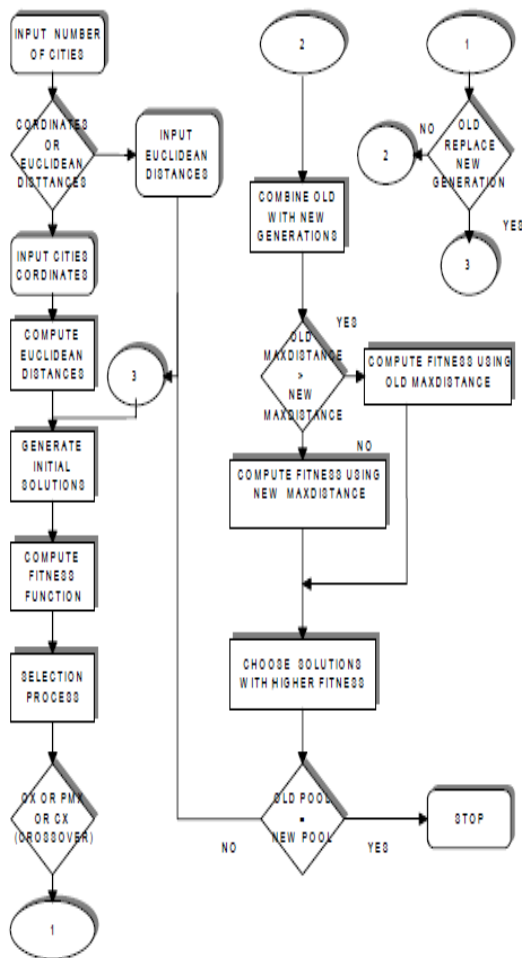 INPUT NUMBER
OF CITIES
CORDINATES
OR
EUCLIDEAN
DISTTANCES
INPUT
EUCLIDEAN
DISTANCES
INPUT CITIES
CORDINATES
COMPUTE
EUCLIDEAN
DISTANCES
3
GENERATE
INITIAL
SOLUTIONS
COMPUTE
FITNESS
FUNCTION
SELECTION
PROCESS
OX OR PMX
OR CX
(CROSSOVER)
1
2
COMBINE OLD
WITH NEW
GENERATIONS
OLD
MAXDISTANCE
>
NEW
MAXDISTANCE
YES
COMPUTE FITNESS USING
OLD MAXDISTANCE
NO
COMPUTE FITNESS USING
NEW MAXDISTANCE
CHOOSE SOLUTIONS
WITH HIGHER FITNESS
OLD POOL
=
NEW POOL
NO
YES
STOP
1
OLD
REPLACE
NEW
GENERATION
NO
2
YES
3